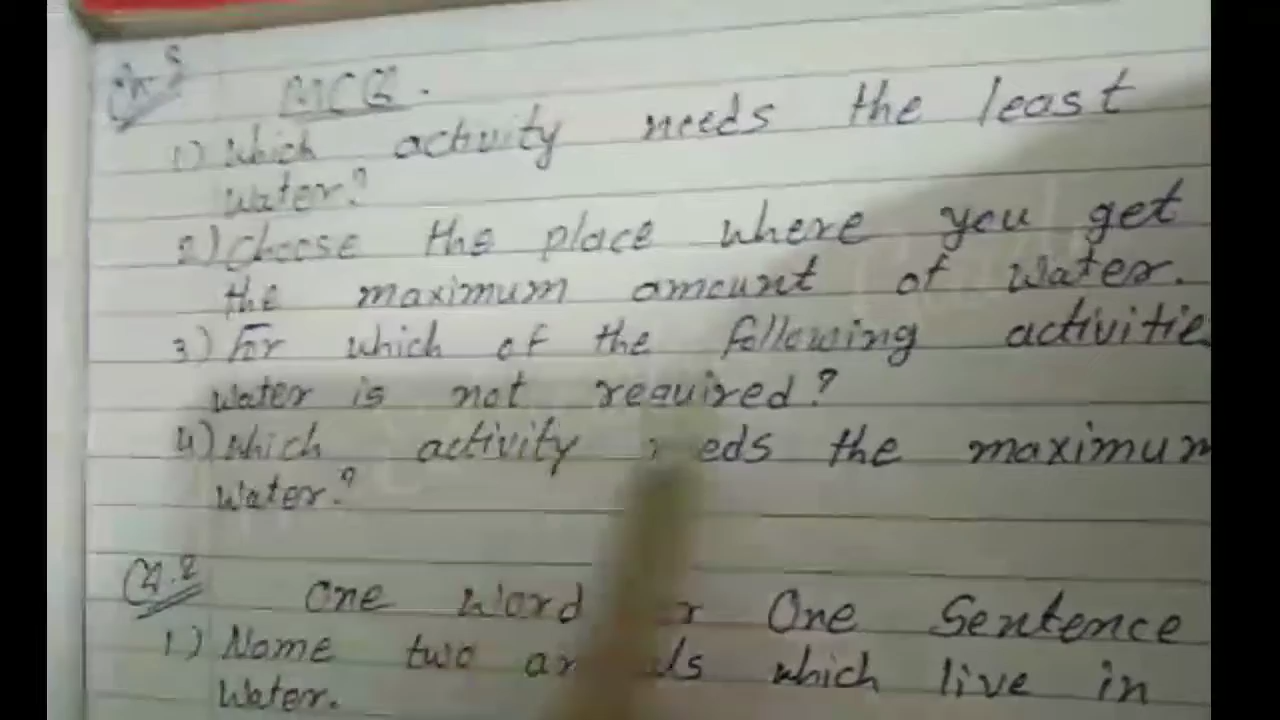 MCQ.
1) Which activity needs the least
Water?
2) Choose the place where you get
the maximum amount of Water.
3) For which of the following activitie
Water is not required?
4) Which activity eds the maximum
Water?
Q.2 One Word r One Sentence
1) Name two which live in
Water.